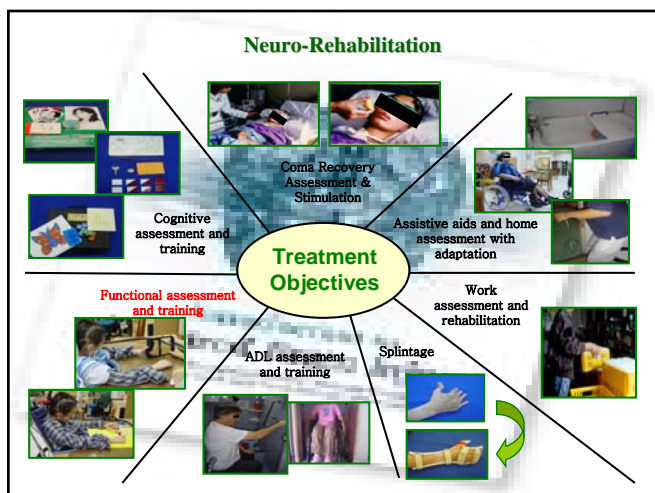 Neuro-Rehabilitation
Coma Recovery
Assessment &
Stimulation
Cognitive
assessment and
training
Assistive aids and home
assessment with
adaptation
Treatment
Objectives
Functional assessment
and training
Work
assessment and
rehabilitation
ADL assessment
and training
Splintage